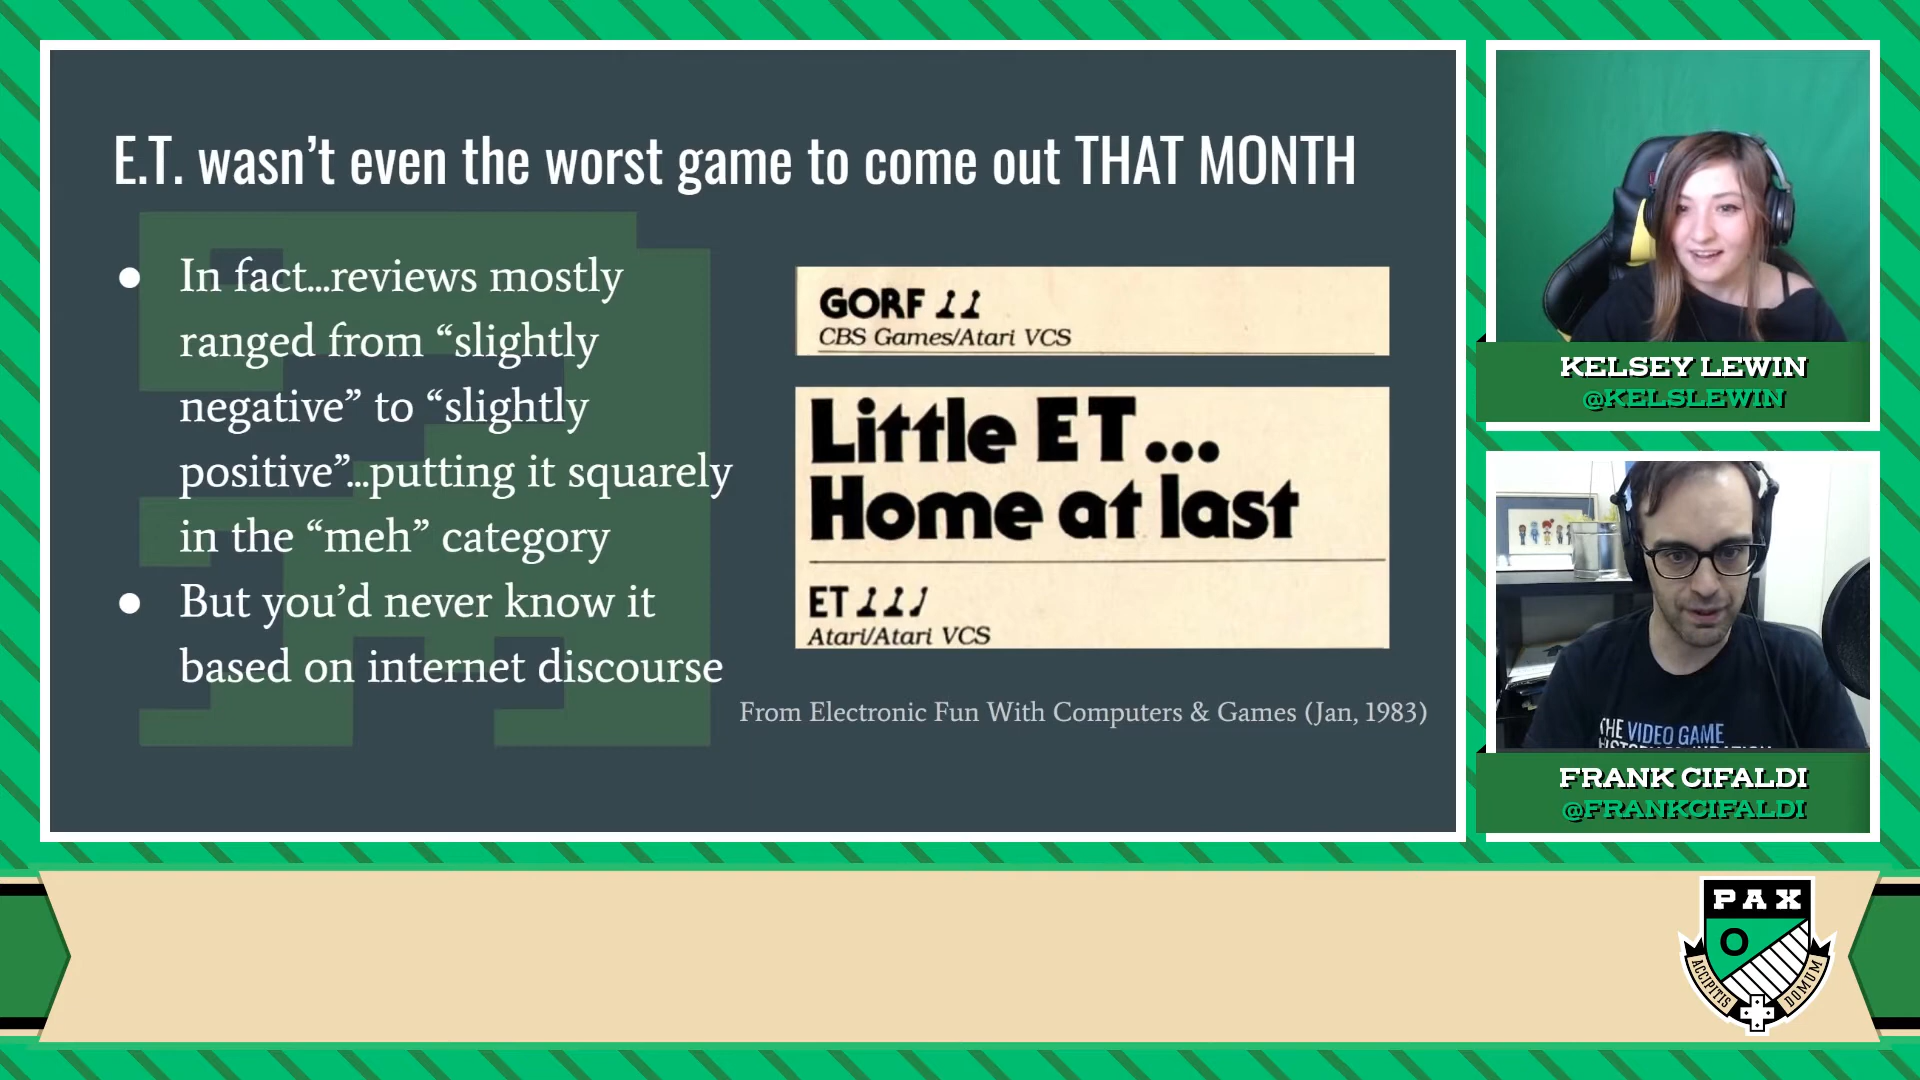 E.T. wasn’t even the worst game to come out THAT MONTH
● In fact...reviews mostly
ranged from “slightly
negative” to “slightly
positive”...putting it squarely
in the “meh” category
● But you’d never know it
based on internet discourse
GORF
CBS Games/Atari VCS
Little ET...
Home at last
ET
Atari/Atari VCS
From Electronic Fun With Computers & Games (Jan, 1983)
KELSEY LEWIN
@KELSLEWIN
THE VIDEO GAME
FRANK CIFALDI
@FRANKCIFALDI
PAX
O
ACCIPITIS DOMUM